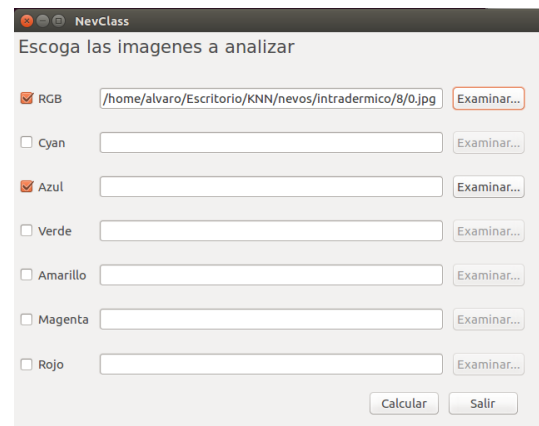 NevClass
Escoga las imagenes a analizar
RGB /home/alvaro/Escritorio/KNN/nevos/intradermico/8/0.jpg Examinar...
Cyan Examinar...
Azul Examinar...
Verde Examinar...
Amarillo Examinar...
Magenta Examinar...
Rojo Examinar...
Calcular Salir